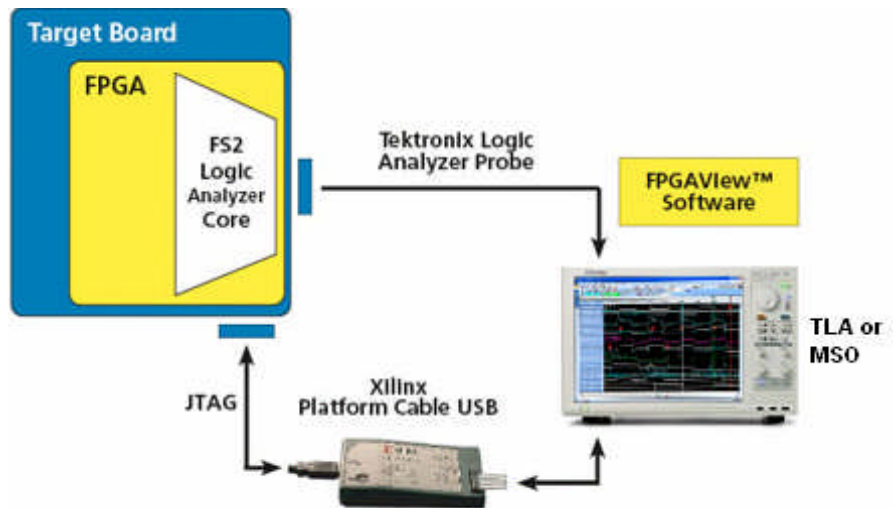 Target Board
FPGA
FS2
Logic
Analyzer
Core
Tektronix Logic
Analyzer Probe
FPGAView™
Software
TLA or
MSO
Xilinx
Platform Cable USB
JTAG